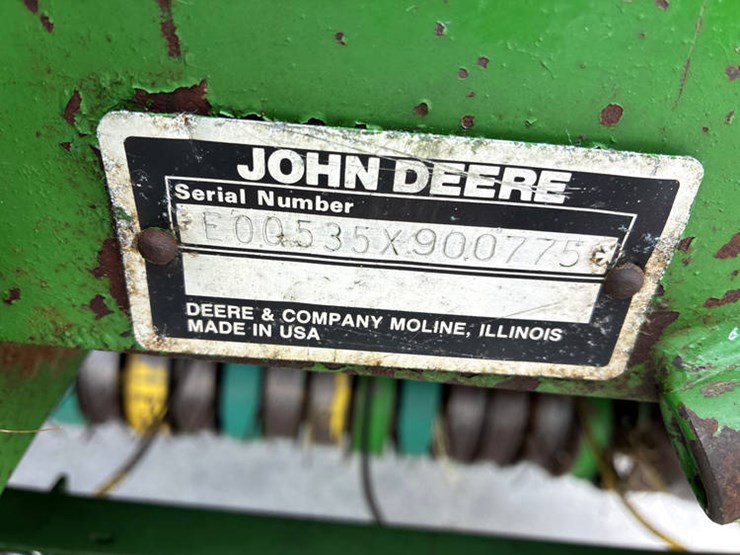 JOHN DEERE
Serial Number
E00535X900775
DEERE & COMPANY MOLINE, ILLINOIS
MADE IN USA